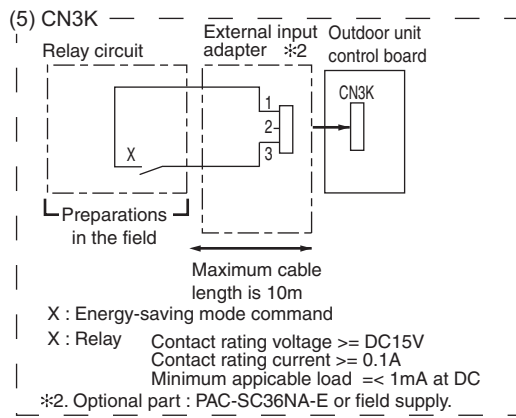 (5) CN3K
Relay circuit
External input
adapter ✻2
Outdoor unit
control board
CN3K
1
2
3
X
Preparations
in the field
Maximum cable
length is 10m
X : Energy-saving mode command
X : Relay
Contact rating voltage >= DC15V
Contact rating current >= 0.1A
Minimum appicable load =< 1mA at DC
✻2. Optional part : PAC-SC36NA-E or field supply.